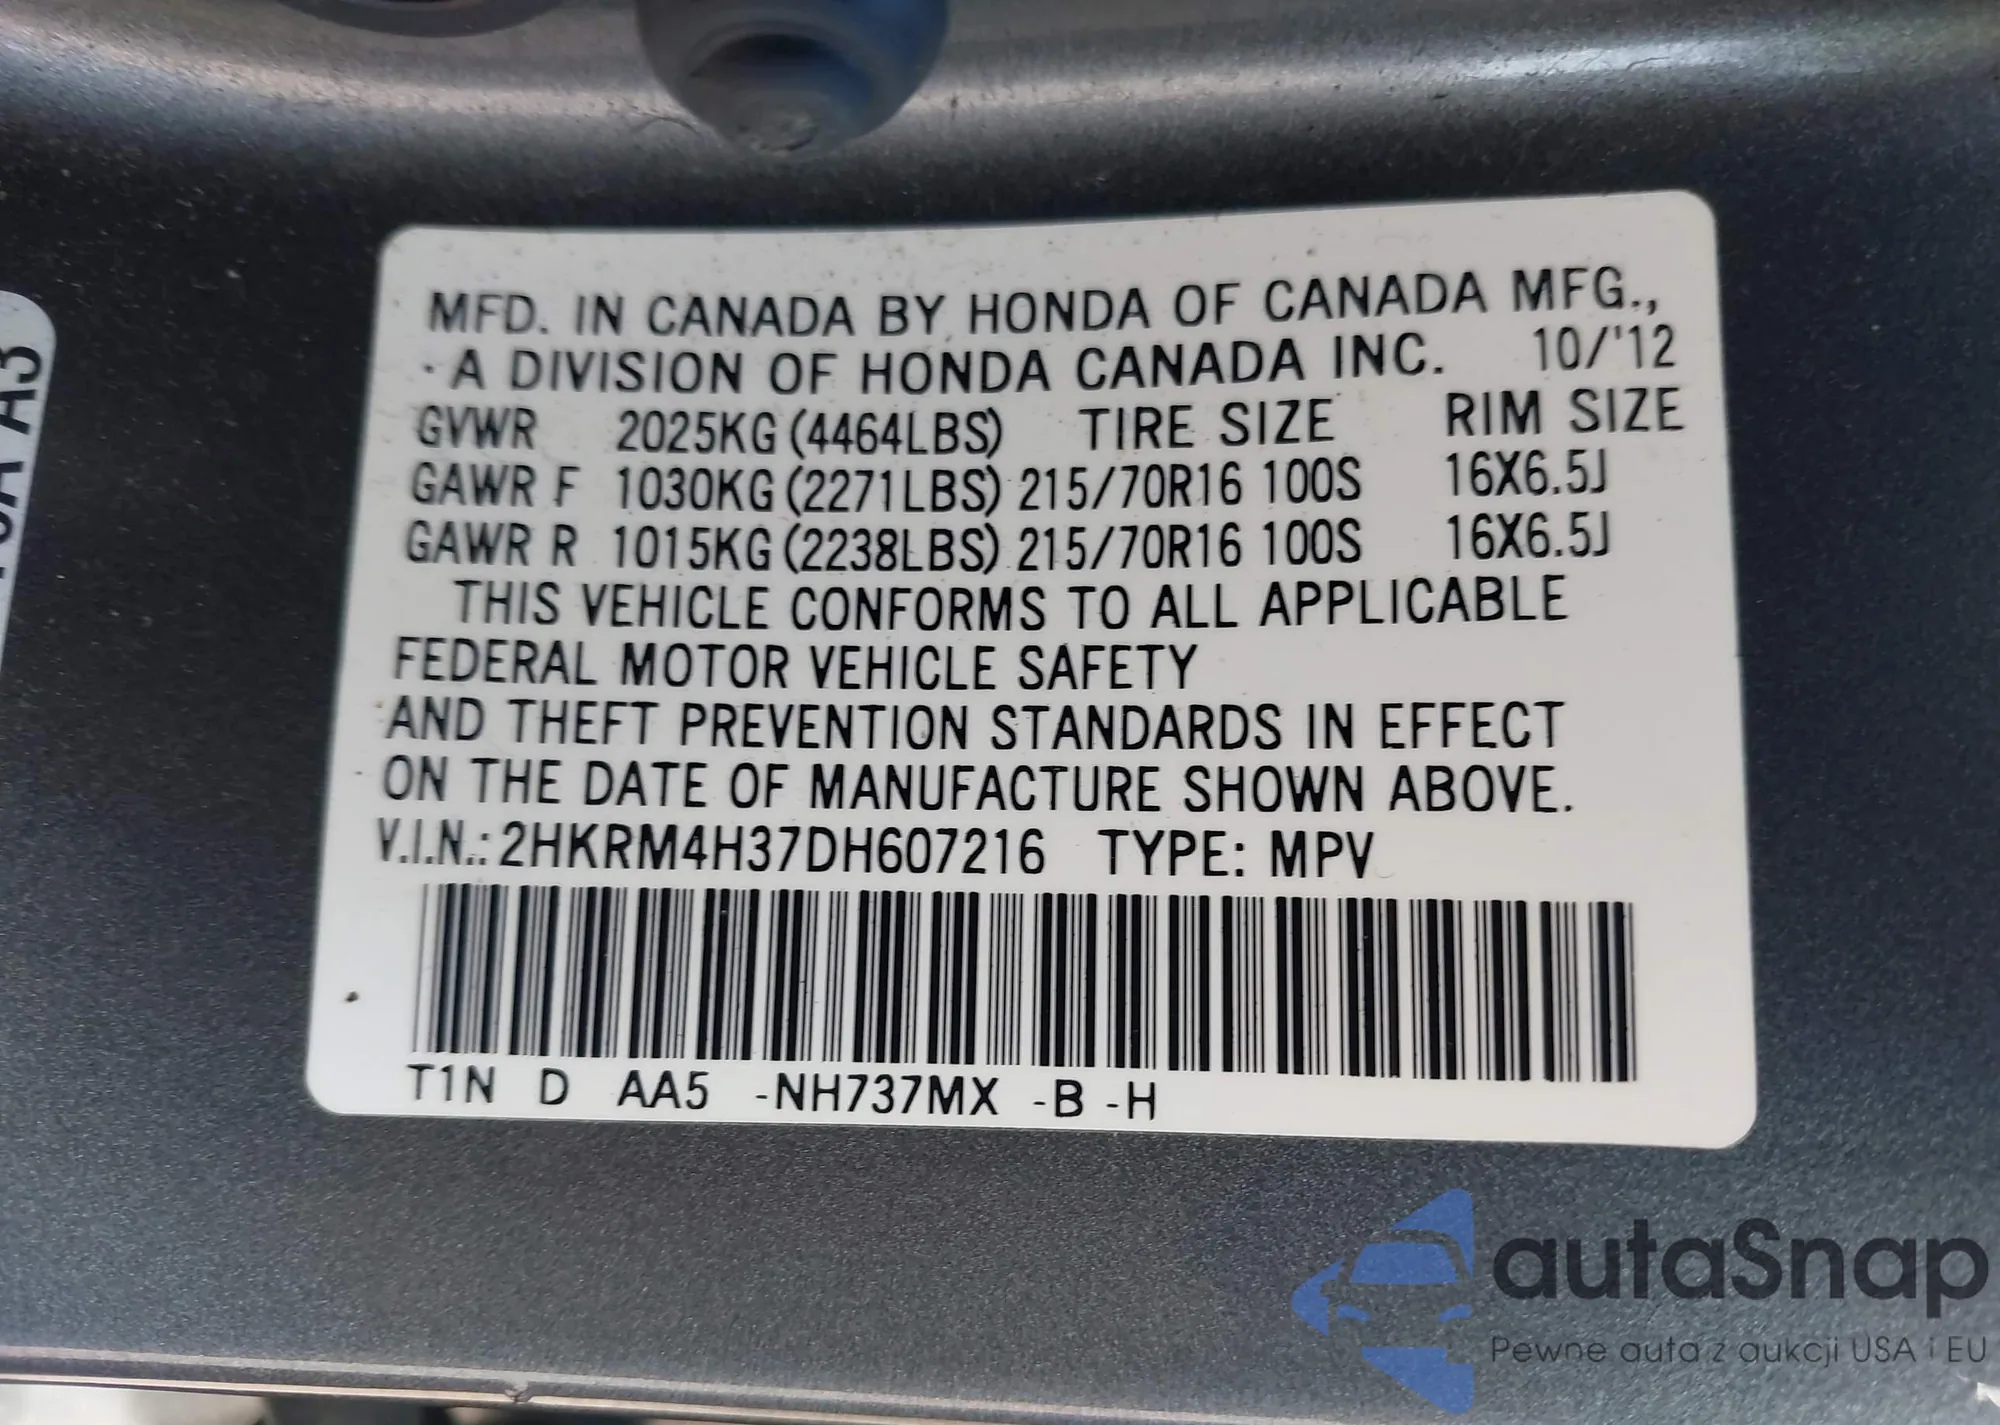 MFD. IN CANADA BY HONDA OF CANADA MFG.,
A DIVISION OF HONDA CANADA INC. 10/'12
GVWR 2025KG (4464LBS) TIRE SIZE RIM SIZE
GAWR F 1030KG (2271LBS) 215/70R16 100S 16X6.5J
GAWR R 1015KG (2238LBS) 215/70R16 100S 16X6.5J
THIS VEHICLE CONFORMS TO ALL APPLICABLE
FEDERAL MOTOR VEHICLE SAFETY
AND THEFT PREVENTION STANDARDS IN EFFECT
ON THE DATE OF MANUFACTURE SHOWN ABOVE.
V.I.N.: 2HKRM4H37DH607216 TYPE: MPV
T1N D AA5 -NH737MX -B -H
A3
autaSnap
Pewne auta z aukcji USA i EU